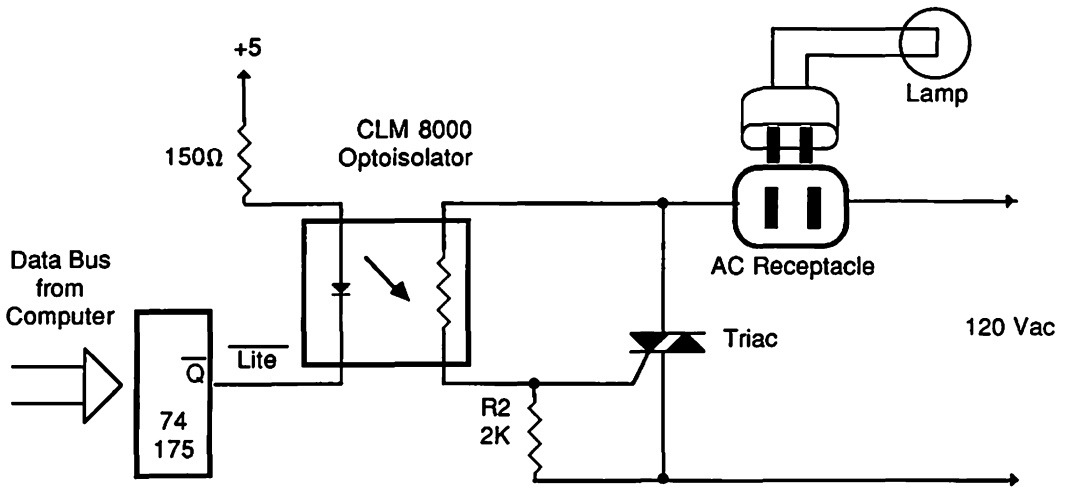 +5
150Ω
CLM 8000
Optoisolator
Lamp
AC Receptacle
Data Bus
from
Computer
Q
Lite
74
175
R2
2K
Triac
120 Vac